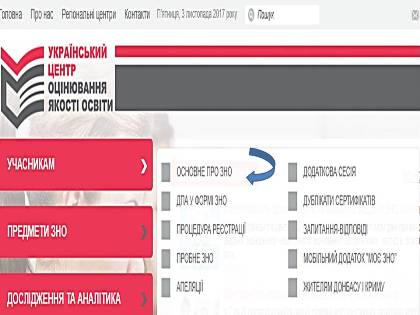 Головна Про нас Регіональні центри Контакти П'ятниця, 3 листопада 2017 року Пошук
УКРАЇНСЬКИЙ
ЦЕНТР
ОЦІНЮВАННЯ
ЯКОСТІ ОСВІТИ
УЧАСНИКАМ
ПРЕДМЕТИ ЗНО
ДОСЛІДЖЕННЯ ТА АНАЛІТИКА
ОСНОВНЕ ПРО ЗНО
ДПА У ФОРМІ ЗНО
ПРОЦЕДУРА РЕЄСТРАЦІЇ
ПРОБНЕ ЗНО
АПЕЛЯЦІЇ
ДОДАТКОВА СЕСІЯ
ДУБЛІКАТИ СЕРТИФІКАТІВ
ЗАПИТАННЯ-ВІДПОВІДІ
МОБІЛЬНИЙ ДОДАТОК "МОЄ ЗНО"
ЖИТЕЛЯМ ДОНБАСУ І КРИМУ